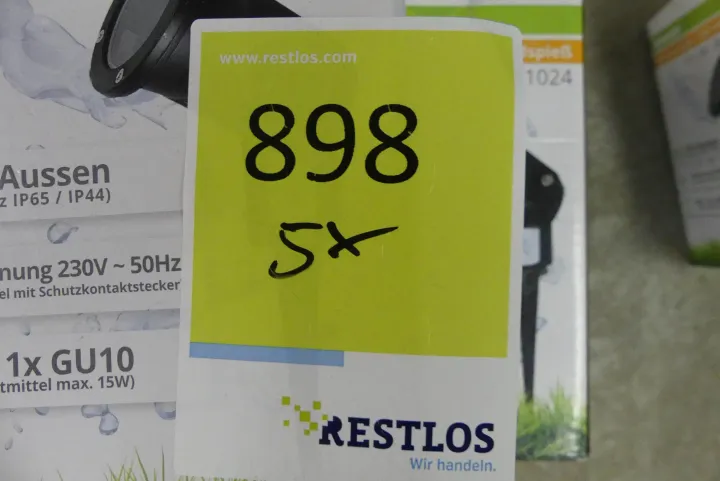 www.restlos.com
898
5x
RESTLOS
Wir handeln.
Aussen
z IP65 / IP44)
nung 230V ~ 50Hz
el mit Schutzkontaktstecker
1x GU10
tmittel max. 15W)
spieß
1024